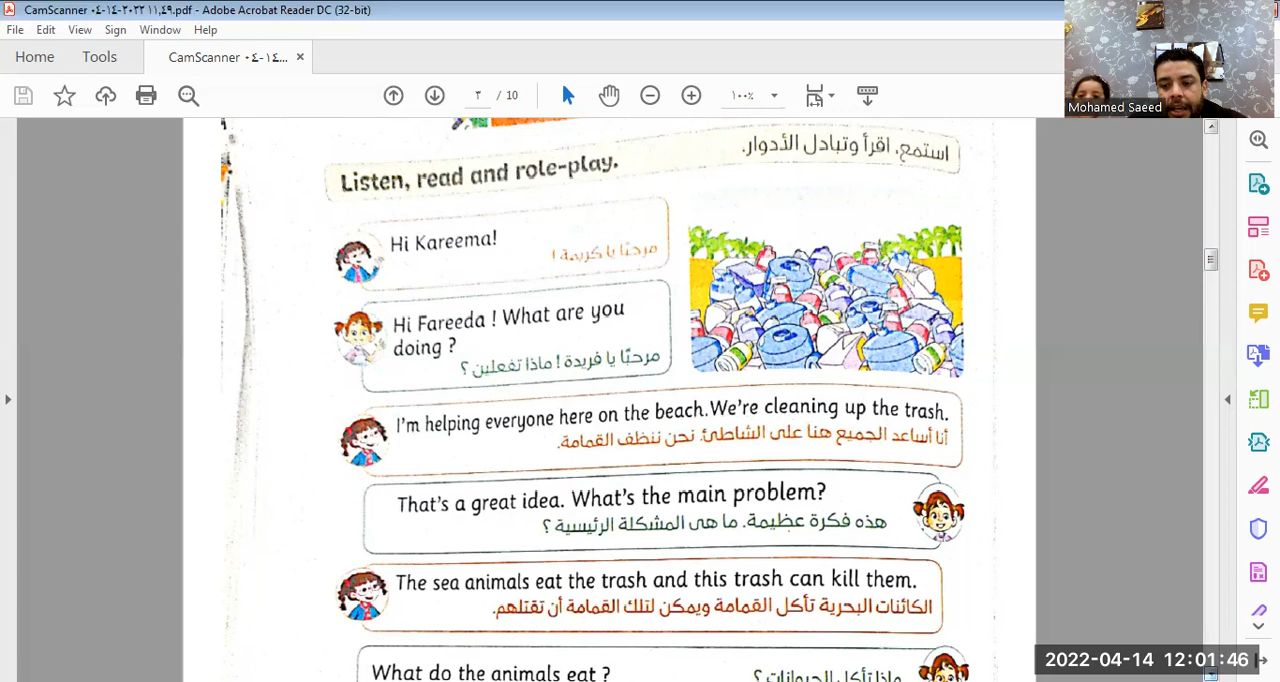 CamScanner ٠٤-١٤-٢٠٢٢ ١١,٤٩.pdf - Adobe Acrobat Reader DC (32-bit)
File Edit View Sign Window Help
Home Tools CamScanner ٠٤-١٤... ×
٣ / 10 ١٠٠%
Mohamed Saeed
Listen, read and role-play.
استمع، اقرأ وتبادل الأدوار.
Hi Kareema!
مرحبًا يا كريمة !
Hi Fareeda ! What are you
doing ?
مرحبًا يا فريدة ! ماذا تفعلين ؟
I'm helping everyone here on the beach.We're cleaning up the trash.
أنا أساعد الجميع هنا على الشاطئ. نحن ننظف القمامة.
That's a great idea. What's the main problem?
هذه فكرة عظيمة. ما هى المشكلة الرئيسية ؟
The sea animals eat the trash and this trash can kill them.
الكائنات البحرية تأكل القمامة ويمكن لتلك القمامة أن تقتلهم.
What do the animals eat ?
ماذا تأكل الحيوانات ؟
2022-04-14 12:01:46